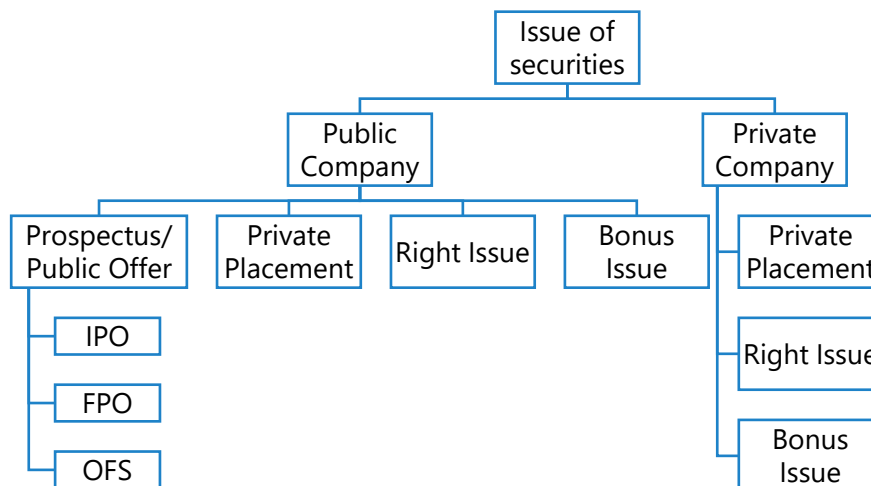 Issue of
securities
Public
Company
Private
Company
Prospectus/
Public Offer
Private
Placement
Right Issue
Bonus
Issue
Private
Placement
IPO
FPO
OFS
Right Issue
Bonus
Issue